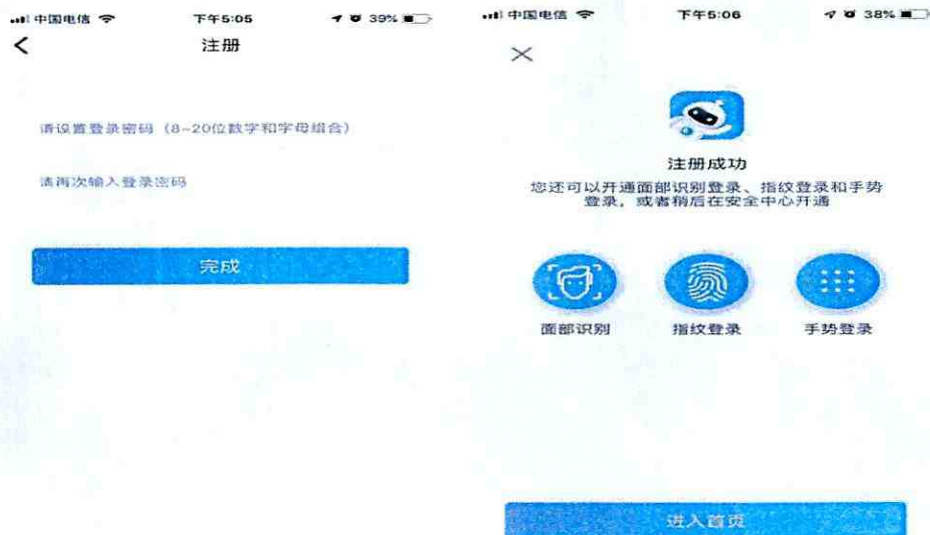 中国电信
下午5:05
39%
注册
请设置登录密码（8-20位数字和字母组合）
请再次输入登录密码
完成
中国电信
下午5:06
38%
注册成功
您还可以开通面部识别登录、指纹登录和手势
登录，或者稍后在安全中心开通
面部识别
指纹登录
手势登录
进入首页